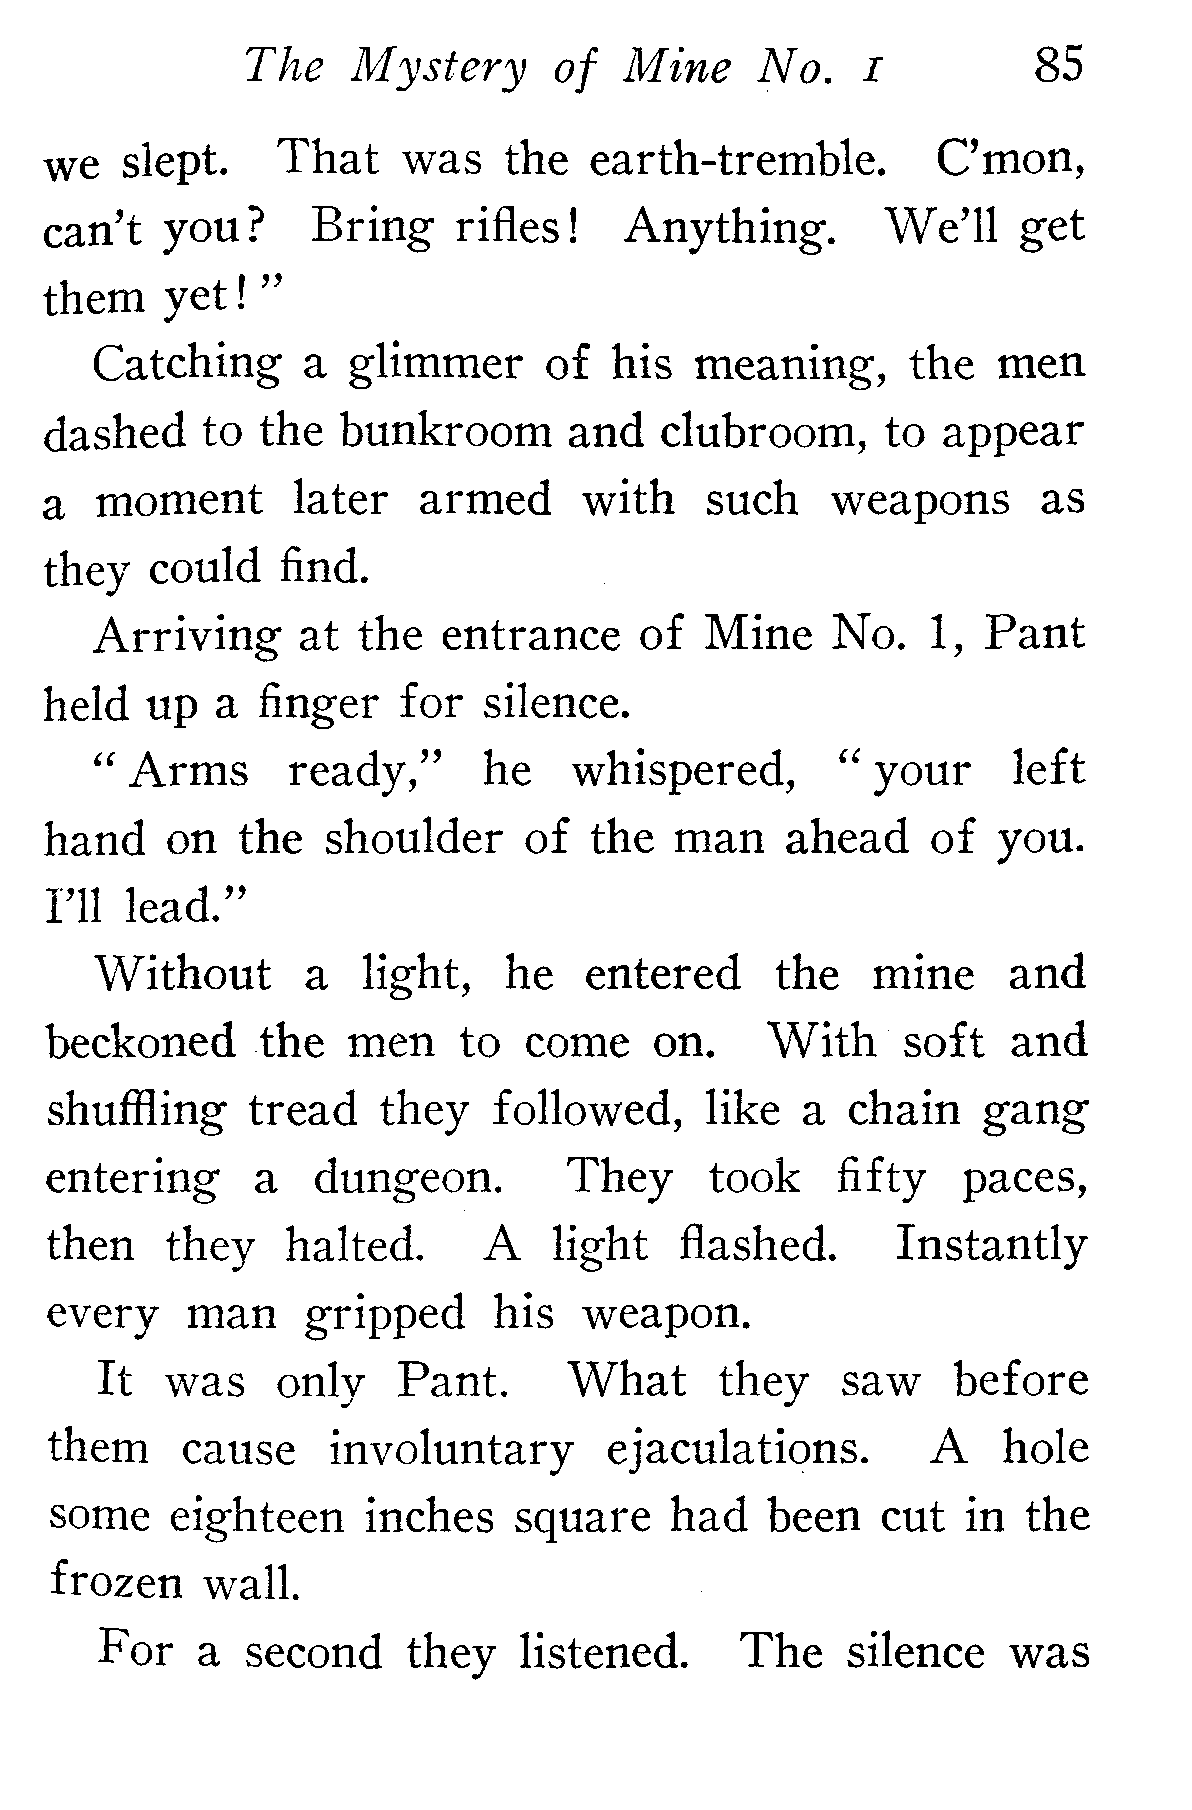 The Mystery of Mine No. 1 85
we slept. That was the earth-tremble. C’mon,
can’t you? Bring rifles! Anything. We’ll get
them yet!”
Catching a glimmer of his meaning, the men
dashed to the bunkroom and clubroom, to appear
a moment later armed with such weapons as
they could find.
Arriving at the entrance of Mine No. 1, Pant
held up a finger for silence.
“Arms ready,” he whispered, “your left
hand on the shoulder of the man ahead of you.
I’ll lead.”
Without a light, he entered the mine and
beckoned the men to come on. With soft and
shuffling tread they followed, like a chain gang
entering a dungeon. They took fifty paces,
then they halted. A light flashed. Instantly
every man gripped his weapon.
It was only Pant. What they saw before
them cause involuntary ejaculations. A hole
some eighteen inches square had been cut in the
frozen wall.
For a second they listened. The silence was